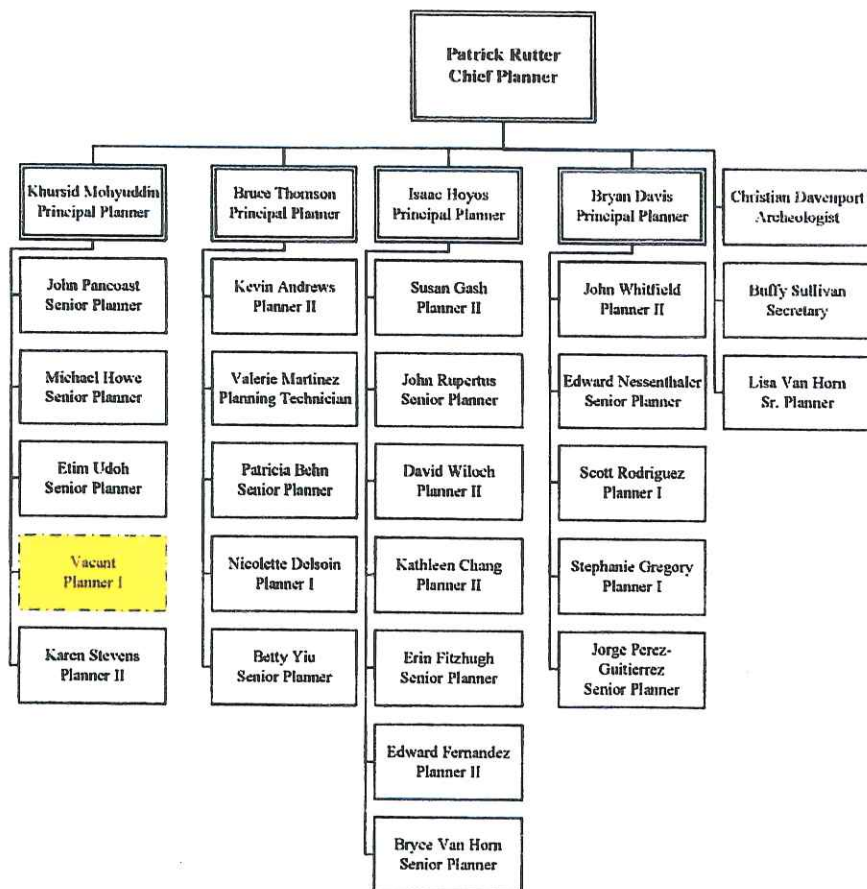 Patrick Rutter
Chief Planner
Khursid Mohyuddin
Principal Planner
John Pancoast
Senior Planner
Michael Howe
Senior Planner
Etim Udoh
Senior Planner
Vacant
Planner I
Karen Stevens
Planner II
Bruce Thomson
Principal Planner
Kevin Andrews
Planner II
Valerie Martinez
Planning Technician
Patricia Behn
Senior Planner
Nicolette Delsoin
Planner I
Betty Yiu
Senior Planner
Isaac Hoyos
Principal Planner
Susan Gash
Planner II
John Rupertus
Senior Planner
David Wiloch
Planner II
Kathleen Chang
Planner II
Erin Fitzhugh
Senior Planner
Edward Fernandez
Planner II
Bryce Van Horn
Senior Planner
Bryan Davis
Principal Planner
John Whitfield
Planner II
Edward Nessenthaler
Senior Planner
Scott Rodriguez
Planner I
Stephanie Gregory
Planner I
Jorge Perez-
Guitierrez
Senior Planner
Christian Davenport
Archeologist
Buffy Sullivan
Secretary
Lisa Van Horn
Sr. Planner